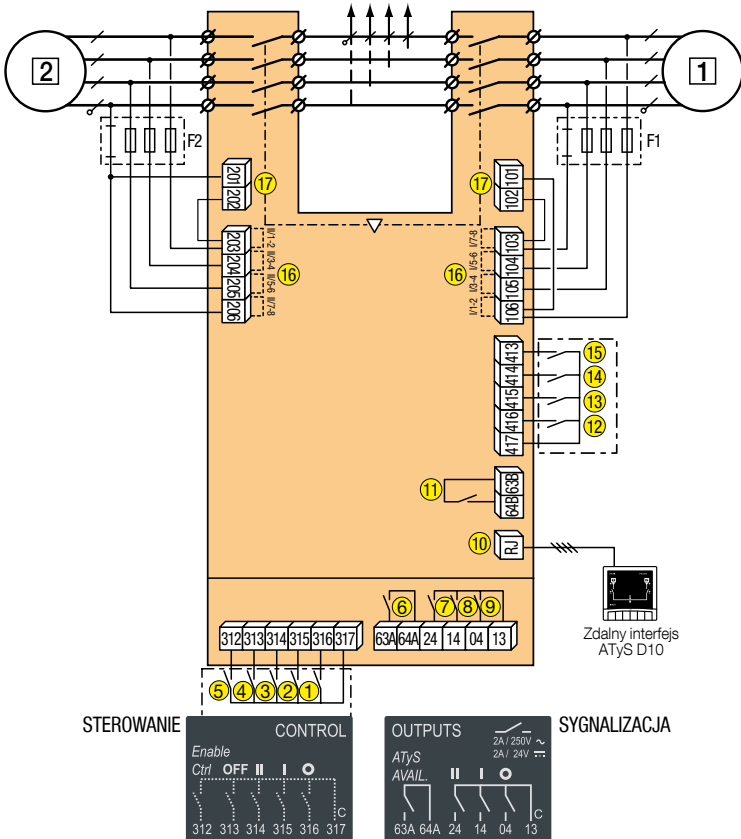 2
1
F2
F1
201
202
17
17
101
102
203
204
205
206
II/1-2
II/3-4
II/5-6
II/7-8
16
16
I/7-8
I/5-6
I/3-4
I/1-2
103
104
105
106
413
414
415
416
417
15
14
13
12
11
63B
64B
10
RJ
Zdalny interfejs
ATyS D10
6
7
8
9
312 313 314 315 316 317
63A 64A 24 14 04 13
5 4 3 2 1
STEROWANIE
CONTROL
Enable
Ctrl OFF II I O
C
312 313 314 315 316 317
OUTPUTS
2A / 250V ~
2A / 24V ⎓
ATyS
AVAIL. II I O
C
63A 64A 24 14 04 13
SYGNALIZACJA